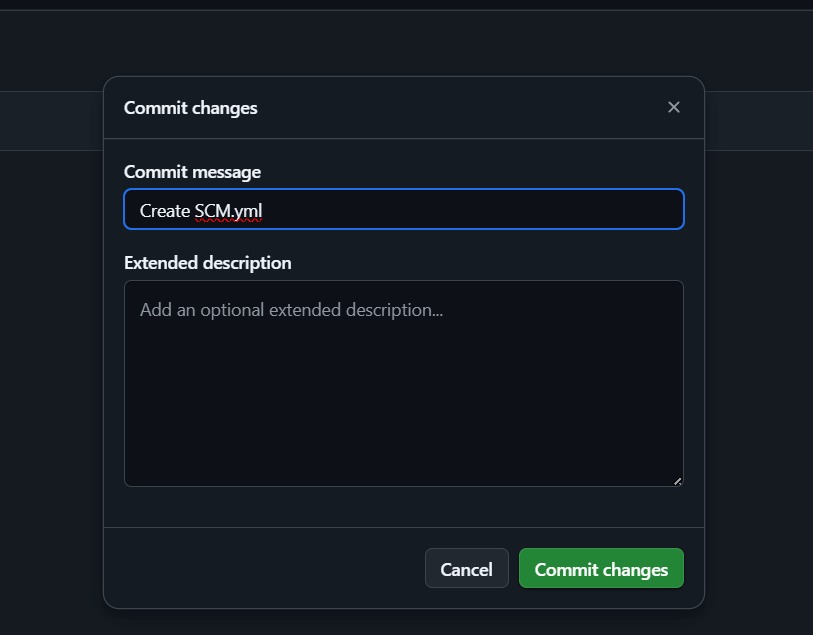 Commit changes
Commit message
Create SCM.yml
Extended description
Add an optional extended description...
Cancel
Commit changes